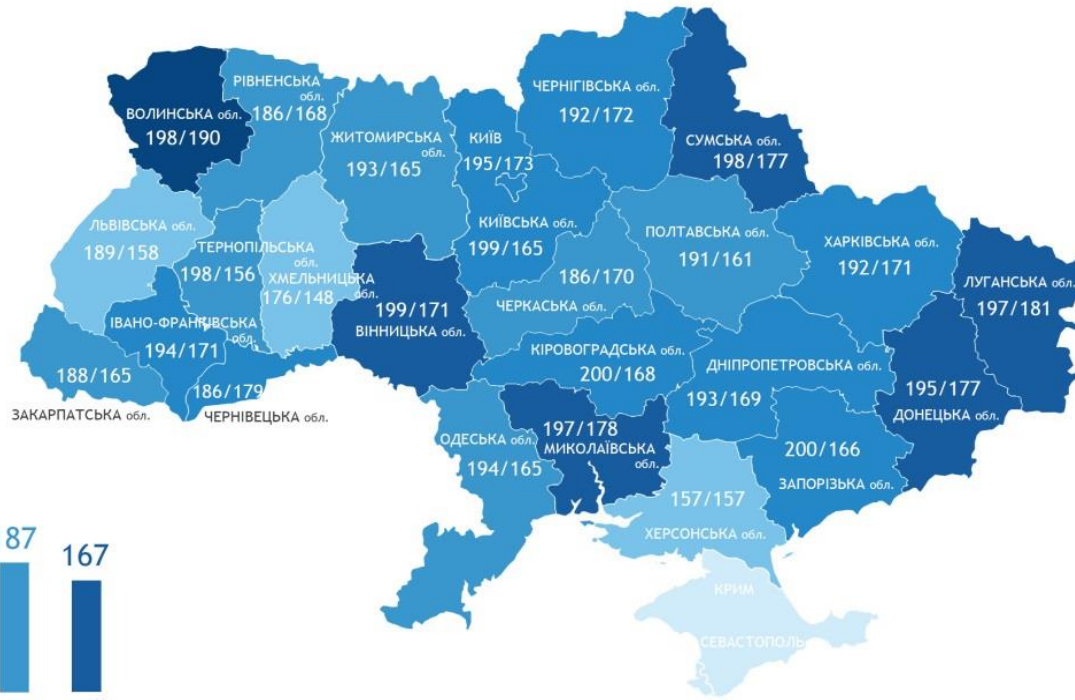 ВОЛИНСЬКА обл.
198/190
РІВНЕНСЬКА
обл.
186/168
ЖИТОМИРСЬКА
обл.
193/165
КИЇВ
195/173
ЧЕРНІГІВСЬКА обл.
192/172
СУМСЬКА обл.
198/177
ЛЬВІВСЬКА обл.
189/158
ТЕРНОПІЛЬСЬКА
обл.
198/156
ХМЕЛЬНИЦЬКА
обл.
176/148
КИЇВСЬКА обл.
199/165
ПОЛТАВСЬКА обл.
191/161
ХАРКІВСЬКА обл.
192/171
ЛУГАНСЬКА обл.
197/181
186/170
ЧЕРКАСЬКА обл.
199/171
ВІННИЦЬКА обл.
ІВАНО-ФРАНКІВСЬКА
обл.
194/171
188/165
ЗАКАРПАТСЬКА обл.
186/179
ЧЕРНІВЕЦЬКА обл.
КІРОВОГРАДСЬКА обл.
200/168
ДНІПРОПЕТРОВСЬКА обл.
193/169
195/177
ДОНЕЦЬКА обл.
ОДЕСЬКА обл.
194/165
197/178
МИКОЛАЇВСЬКА
обл.
200/166
ЗАПОРІЗЬКА обл.
157/157
ХЕРСОНСЬКА обл.
КРИМ
СЕВАСТОПОЛЬ
87
167